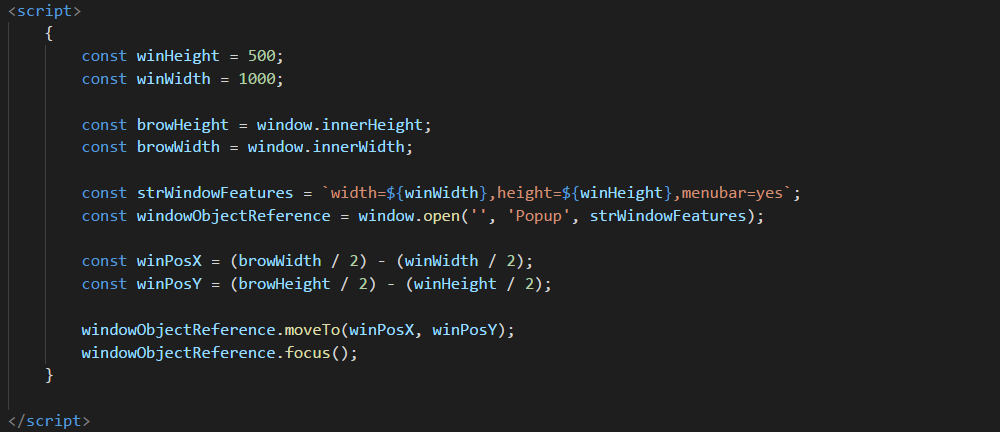 <script>
    {
        const winHeight = 500;
        const winWidth = 1000;

        const browHeight = window.innerHeight;
        const browWidth = window.innerWidth;

        const strWindowFeatures = `width=${winWidth},height=${winHeight},menubar=yes`;
        const windowObjectReference = window.open('', 'Popup', strWindowFeatures);

        const winPosX = (browWidth / 2) - (winWidth / 2);
        const winPosY = (browHeight / 2) - (winHeight / 2);

        windowObjectReference.moveTo(winPosX, winPosY);
        windowObjectReference.focus();
    }

</script>